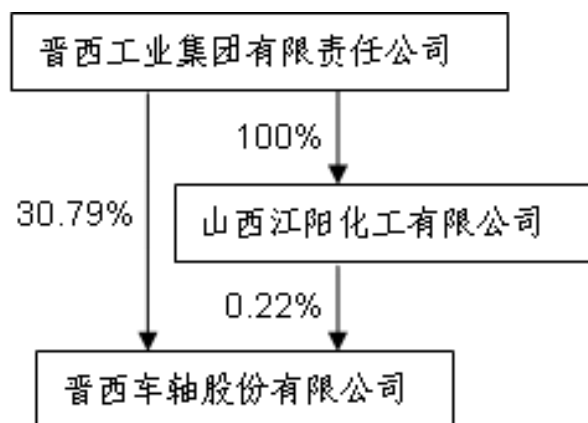 晋西工业集团有限责任公司
100%
30.79%
山西江阳化工有限公司
0.22%
晋西车轴股份有限公司